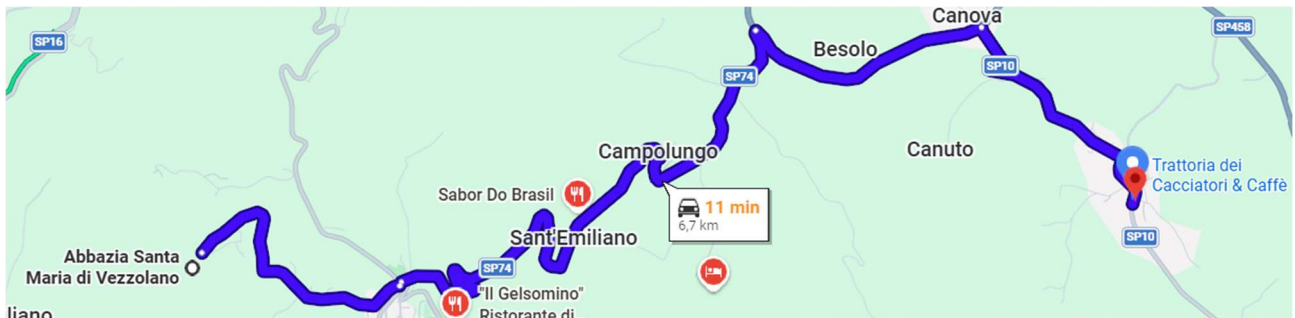 Canova
SP16
SP458
Besolo
SP10
SP74
Canuto
Campolungo
Trattoria dei
Cacciatori & Caffè
Sabor Do Brasil
11 min
6,7 km
Sant'Emiliano
SP10
Abbazia Santa
Maria di Vezzolano
SP74
"Il Gelsomino"
Ristorante di
liano